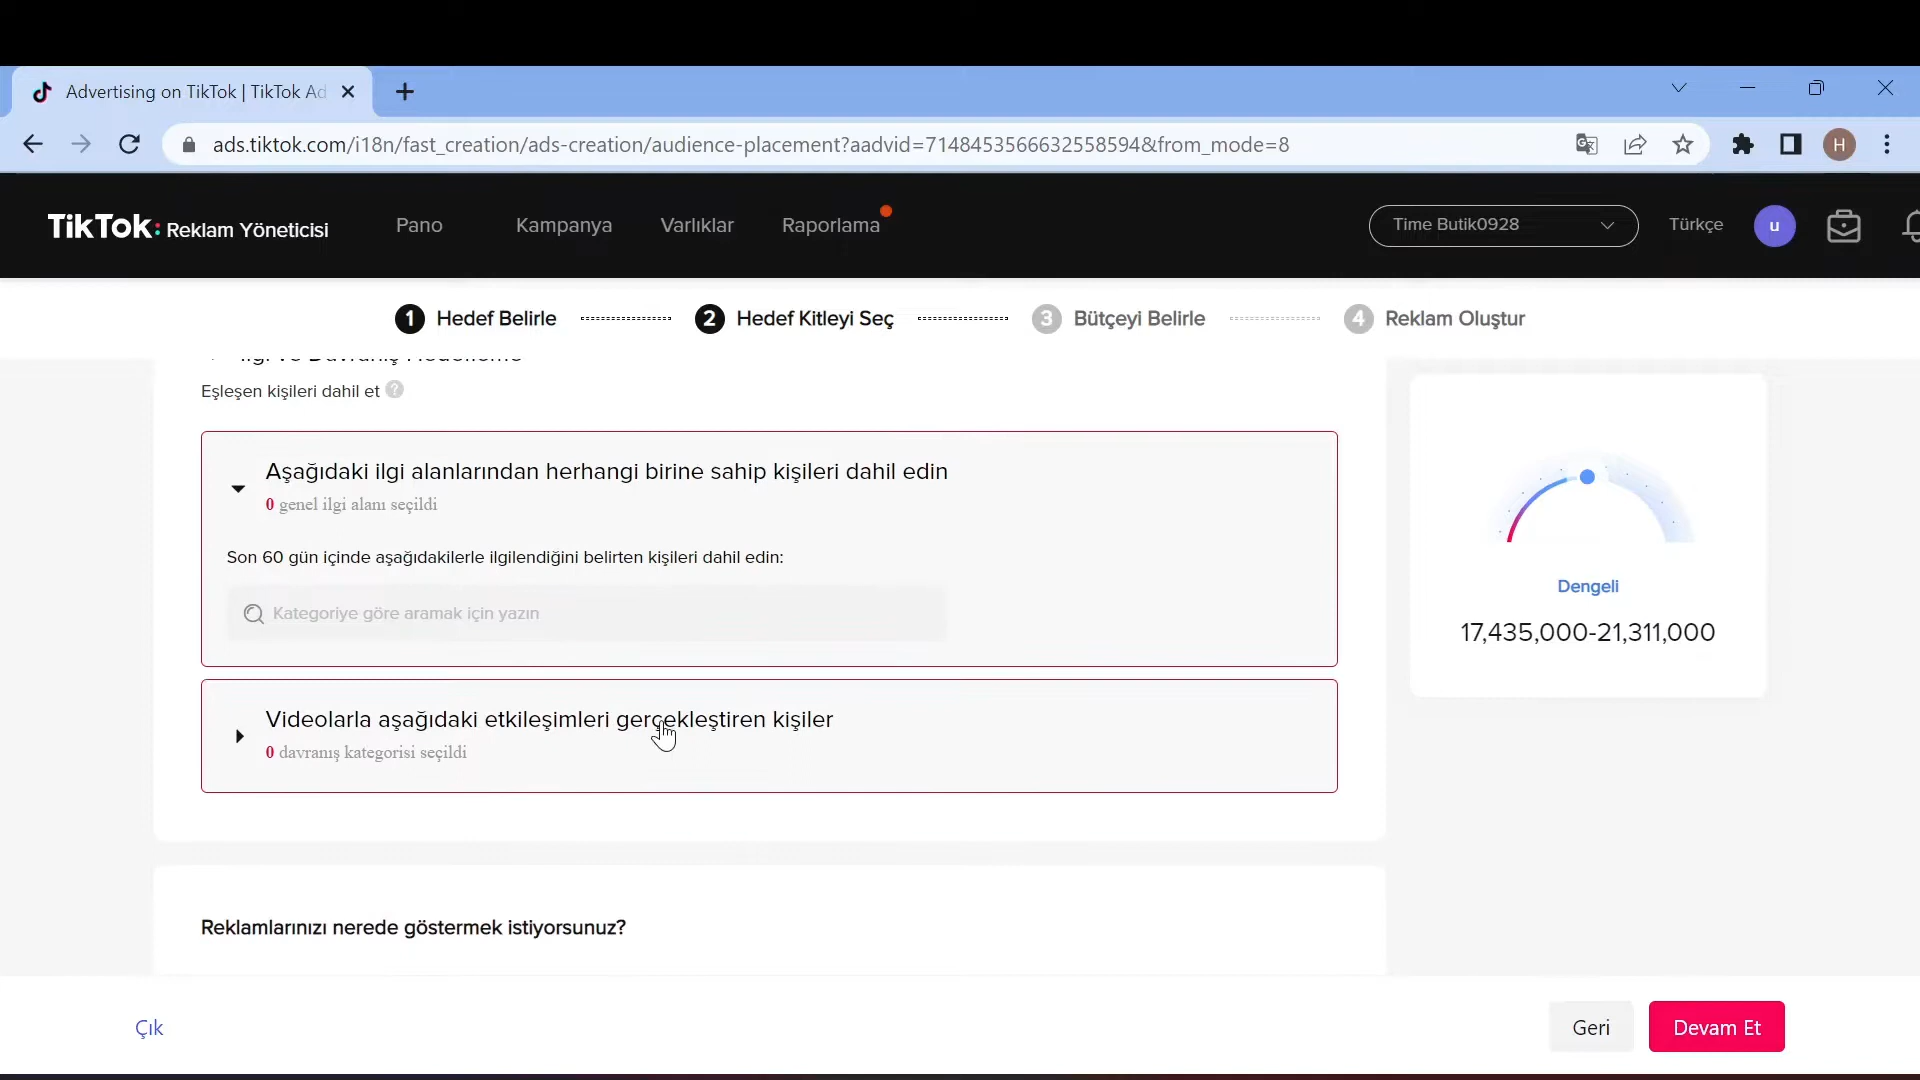 Advertising on TikTok | TikTok Ad
ads.tiktok.com/i18n/fast_creation/ads-creation/audience-placement?aadvid=7148453566632558594&from_mode=8
H
TikTok: Reklam Yöneticisi
Pano
Kampanya
Varlıklar
Raporlama
Time Butik0928
Türkçe
u
1 Hedef Belirle
2 Hedef Kitleyi Seç
3 Bütçeyi Belirle
4 Reklam Oluştur
İlgi ve Davranış Hedefleme
Eşleşen kişileri dahil et ?
Aşağıdaki ilgi alanlarından herhangi birine sahip kişileri dahil edin
0 genel ilgi alanı seçildi
Son 60 gün içinde aşağıdakilerle ilgilendiğini belirten kişileri dahil edin:
Kategoriye göre aramak için yazın
Videolarla aşağıdaki etkileşimleri gerçekleştiren kişiler
0 davranış kategorisi seçildi
Dengeli
17,435,000-21,311,000
Reklamlarınızı nerede göstermek istiyorsunuz?
Çık
Geri
Devam Et